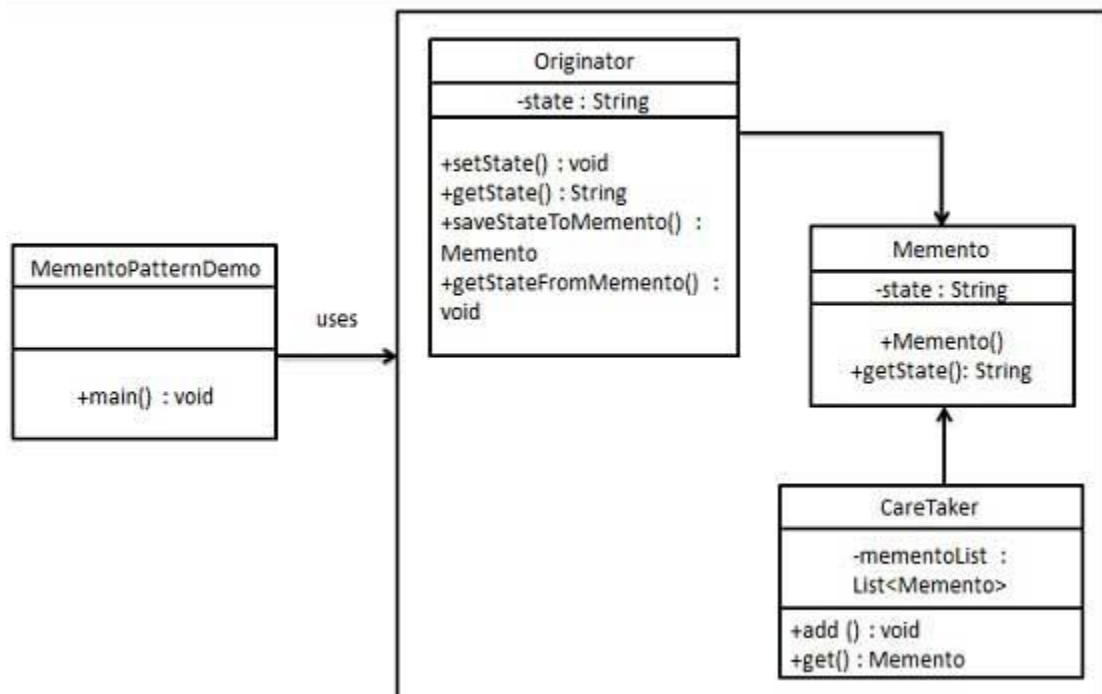 Originator
-state : String
+setState() : void
+getState() : String
+saveStateToMemento() :
Memento
+getStateFromMemento() :
void
MementoPatternDemo
+main() : void
uses
Memento
-state : String
+Memento()
+getState(): String
CareTaker
-mementoList :
List<Memento>
+add () : void
+get() : Memento